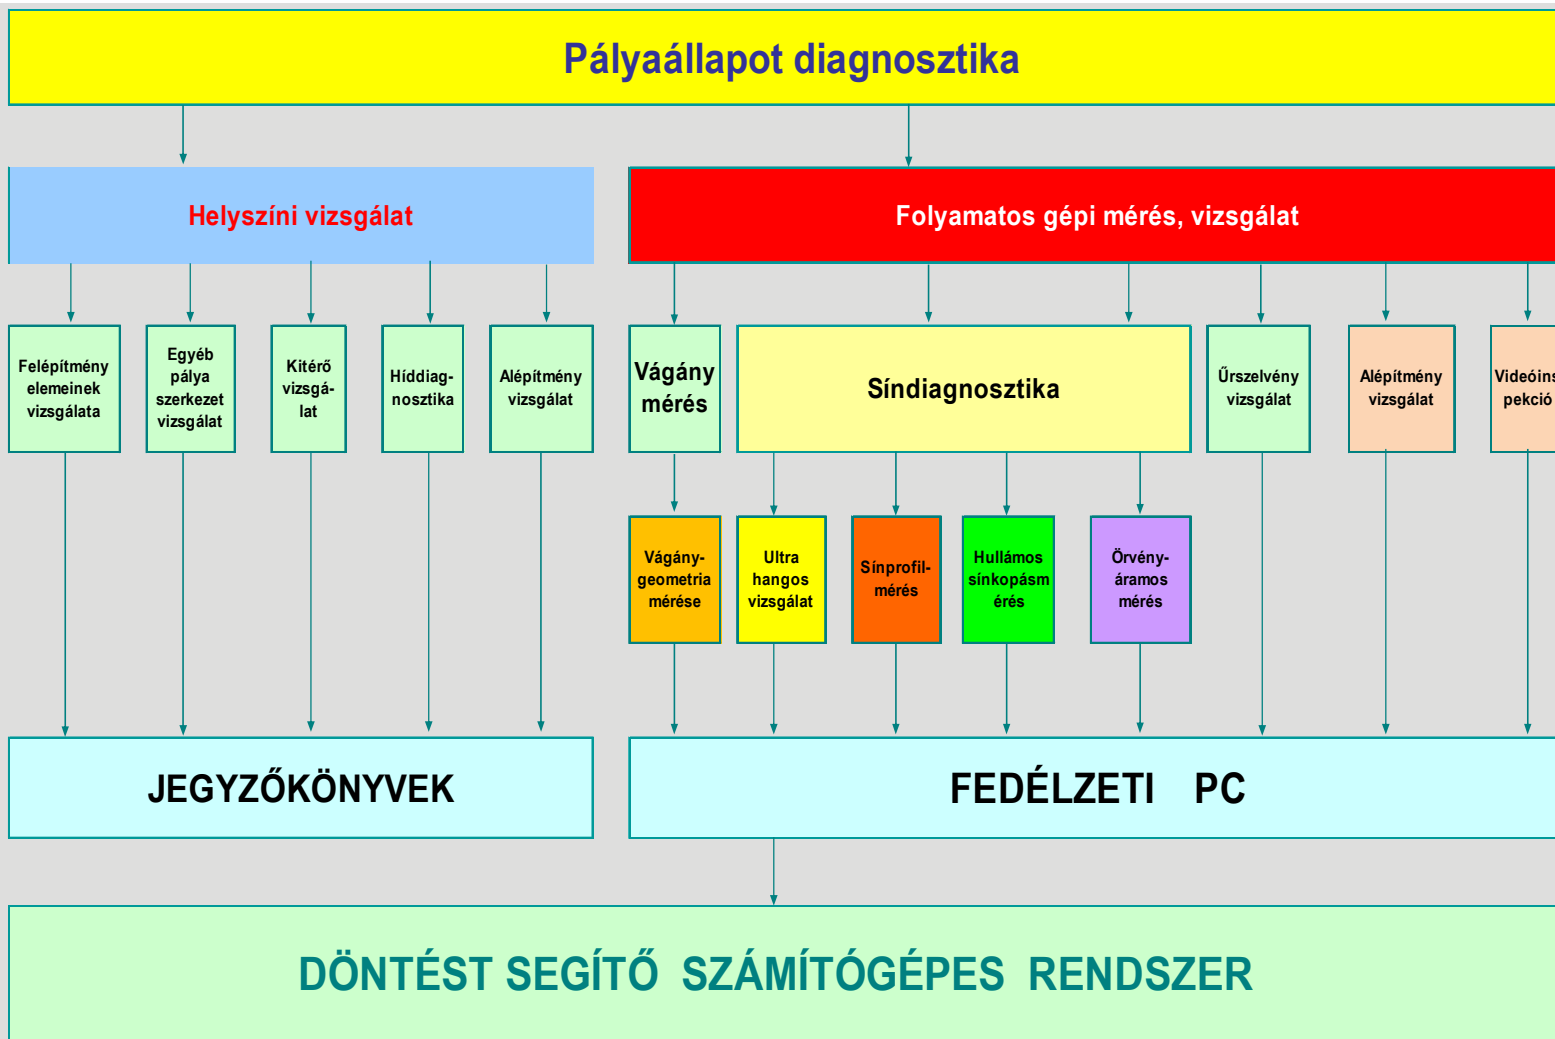 Pályaállapot diagnosztika
Helyszíni vizsgálat
Folyamatos gépi mérés, vizsgálat
Felépítmény
elemeinek
vizsgálata
Egyéb
pálya
szerkezet
vizsgálat
Kitérő
vizsgá-
lat
Híddiag-
nosztika
Alépítmény
vizsgálat
Vágány
mérés
Síndiagnosztika
Űrszelvény
vizsgálat
Alépítmény
vizsgálat
Videóins
pekció
Vágány-
geometria
mérése
Ultra
hangos
vizsgálat
Sínprofil-
mérés
Hullámos
sínkopásm
érés
Örvény-
áramos
mérés
JEGYZŐKÖNYVEK
FEDÉLZETI PC
DÖNTÉST SEGÍTŐ SZÁMÍTÓGÉPES RENDSZER